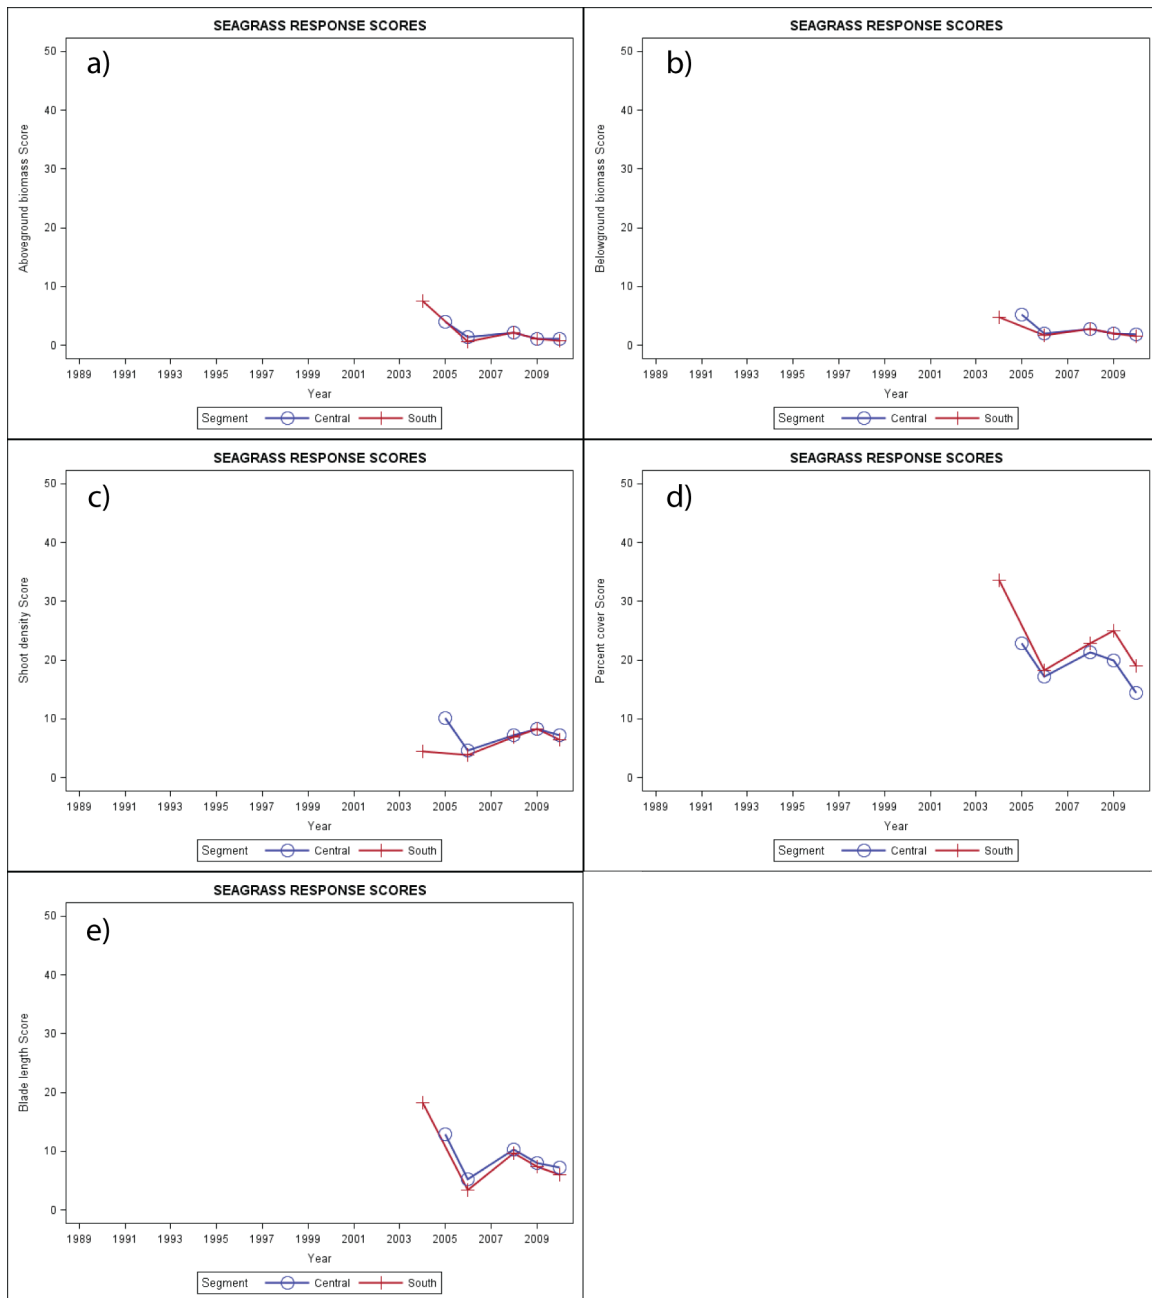 SEAGRASS RESPONSE SCORES
a)
Aboveground biomass Score
50
40
30
20
10
0
1989 1991 1993 1995 1997 1999 2001 2003 2005 2007 2009
Year
Segment Central South
SEAGRASS RESPONSE SCORES
b)
Belowground biomass Score
50
40
30
20
10
0
1989 1991 1993 1995 1997 1999 2001 2003 2005 2007 2009
Year
Segment Central South
SEAGRASS RESPONSE SCORES
c)
Shoot density Score
50
40
30
20
10
0
1989 1991 1993 1995 1997 1999 2001 2003 2005 2007 2009
Year
Segment Central South
SEAGRASS RESPONSE SCORES
d)
Percent cover Score
50
40
30
20
10
0
1989 1991 1993 1995 1997 1999 2001 2003 2005 2007 2009
Year
Segment Central South
SEAGRASS RESPONSE SCORES
e)
Blade length Score
50
40
30
20
10
0
1989 1991 1993 1995 1997 1999 2001 2003 2005 2007 2009
Year
Segment Central South